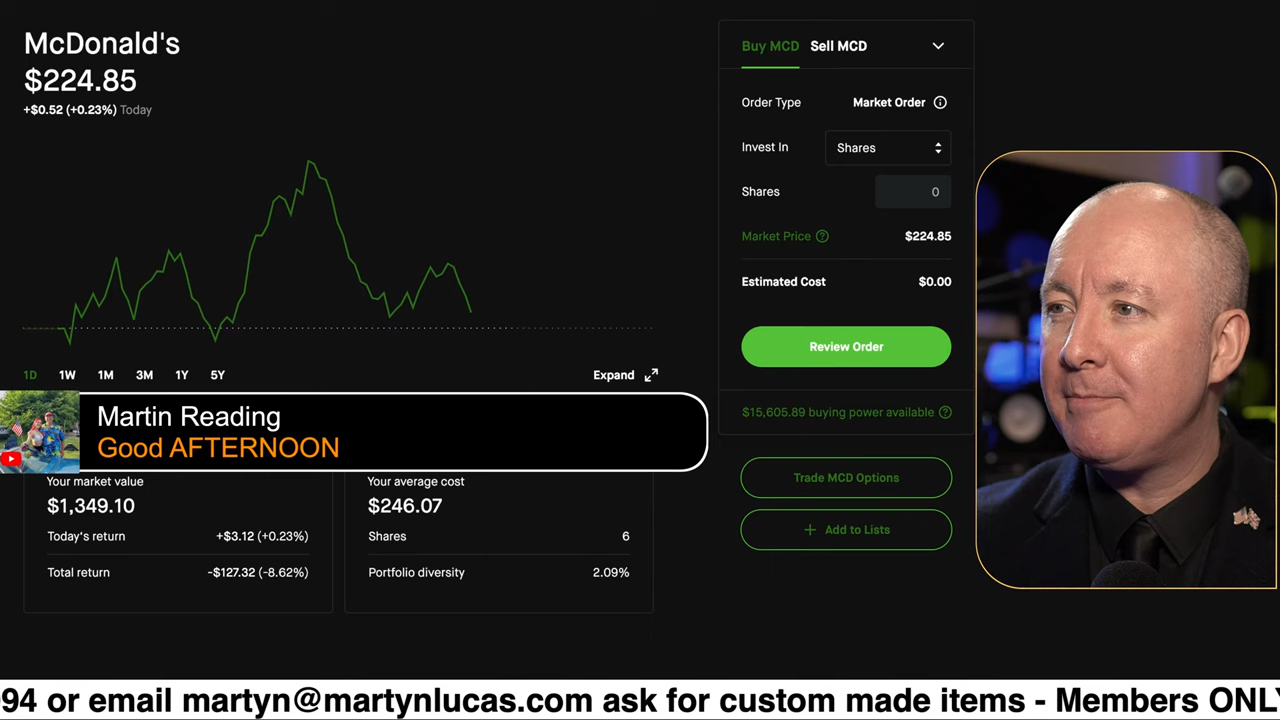 McDonald's
$224.85
+$0.52 (+0.23%) Today
1D 1W 1M 3M 1Y 5Y
Expand
Martin Reading
Good AFTERNOON
Your market value
$1,349.10
Today's return +$3.12 (+0.23%)
Total return -$127.32 (-8.62%)
Your average cost
$246.07
Shares 6
Portfolio diversity 2.09%
Buy MCD Sell MCD
Order Type Market Order
Invest In Shares
Shares 0
Market Price $224.85
Estimated Cost $0.00
Review Order
$15,605.89 buying power available
Trade MCD Options
+ Add to Lists
094 or email martyn@martynlucas.com ask for custom made items - Members ONLY